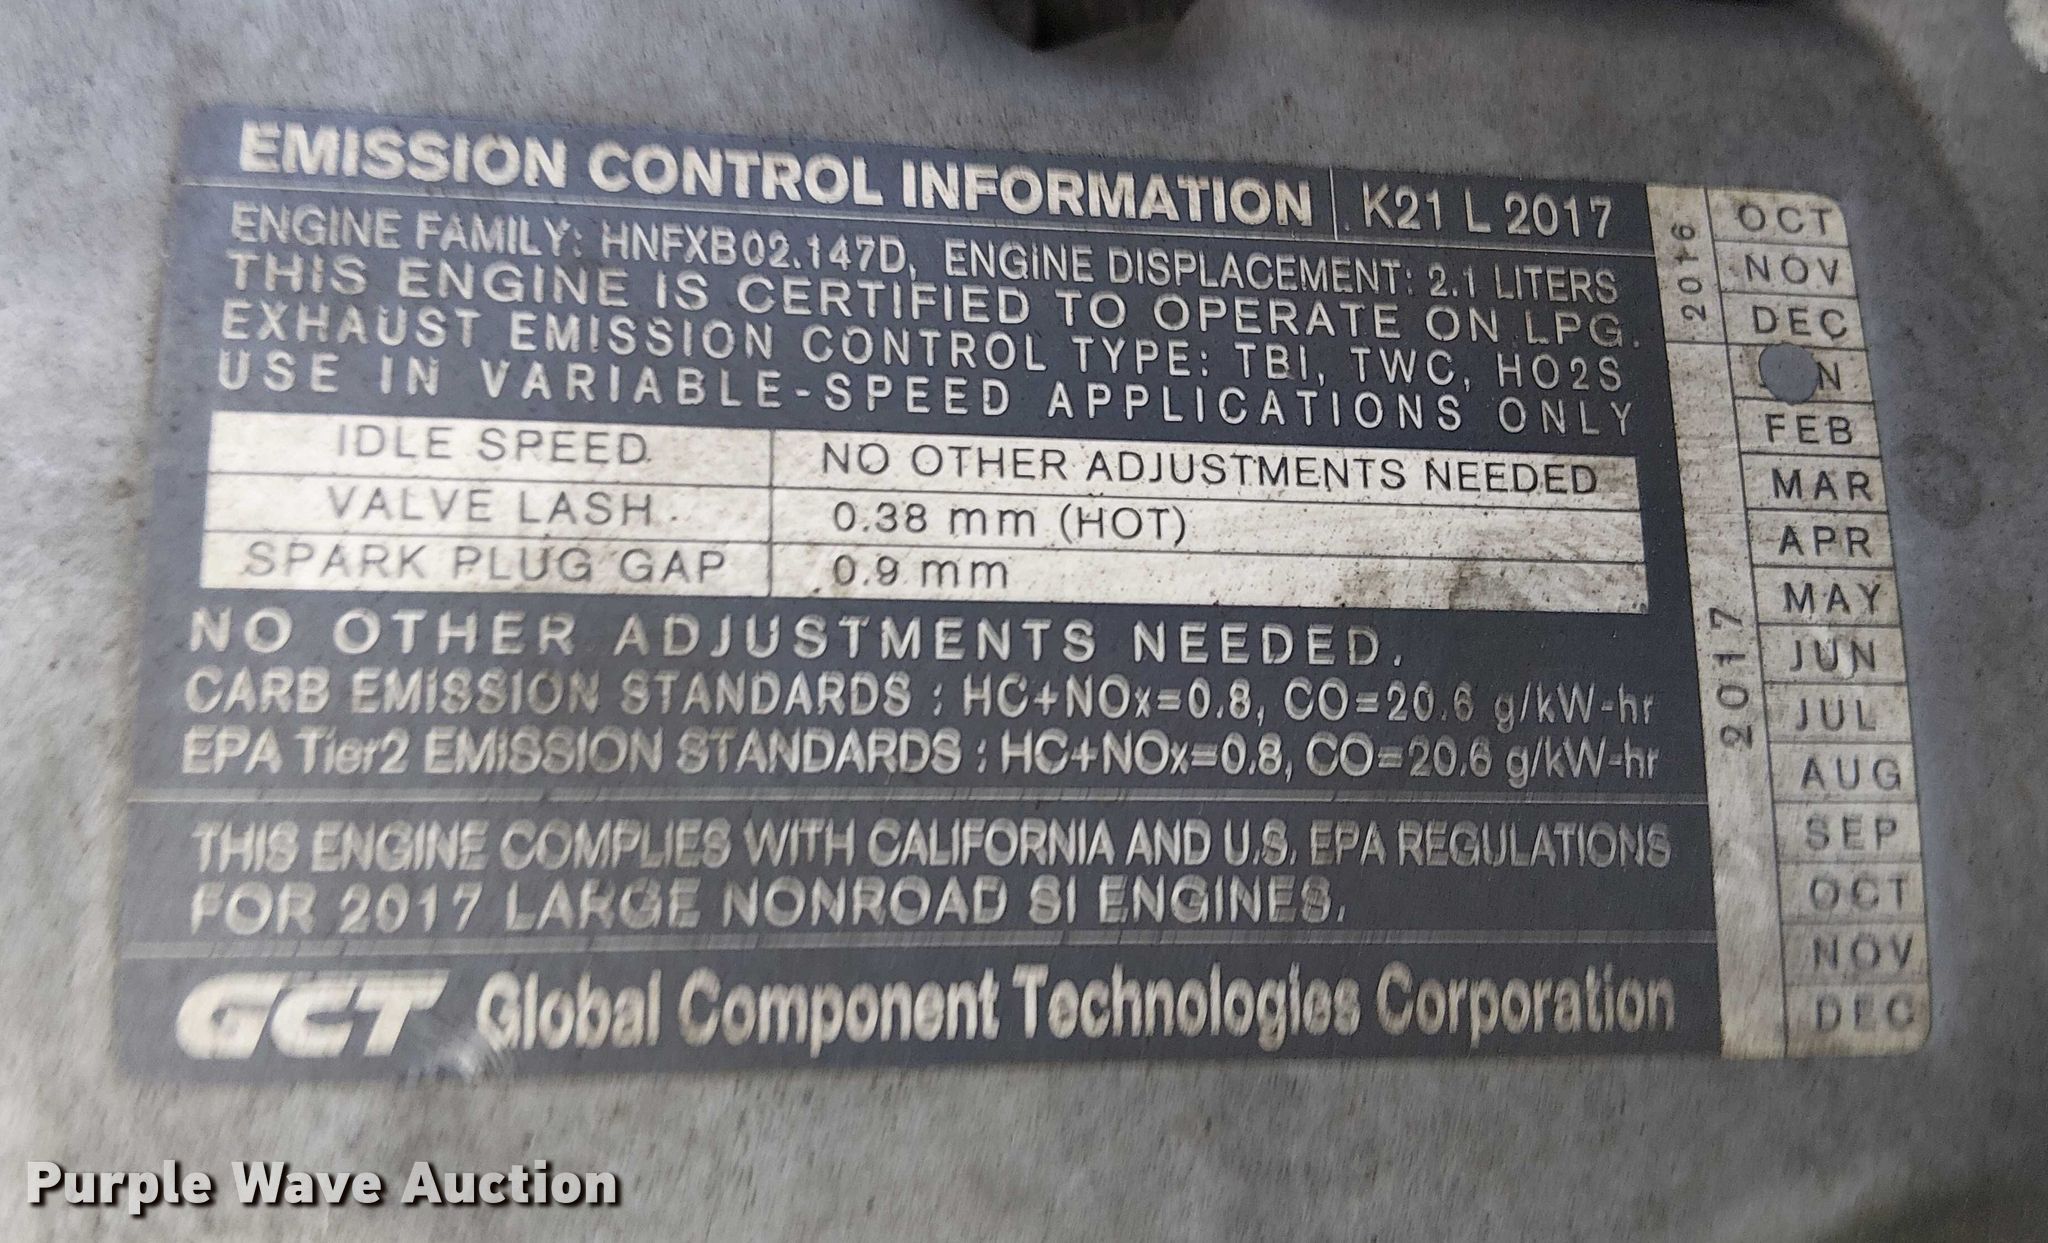 EMISSION CONTROL INFORMATION K21 L 2017
ENGINE FAMILY: HNFXB02.147D, ENGINE DISPLACEMENT: 2.1 LITERS
THIS ENGINE IS CERTIFIED TO OPERATE ON LPG.
EXHAUST EMISSION CONTROL TYPE: TBI, TWC, HO2S
USE IN VARIABLE-SPEED APPLICATIONS ONLY
IDLE SPEED NO OTHER ADJUSTMENTS NEEDED
VALVE LASH 0.38 mm (HOT)
SPARK PLUG GAP 0.9 mm
NO OTHER ADJUSTMENTS NEEDED.
CARB EMISSION STANDARDS : HC+NOx=0.8, CO=20.6 g/kW-hr
EPA Tier2 EMISSION STANDARDS : HC+NOx=0.8, CO=20.6 g/kW-hr
THIS ENGINE COMPLIES WITH CALIFORNIA AND U.S. EPA REGULATIONS
FOR 2017 LARGE NONROAD SI ENGINES.
GCT Global Component Technologies Corporation
2016
OCT
NOV
DEC
2017
FEB
MAR
APR
MAY
JUN
JUL
AUG
SEP
OCT
NOV
DEC
Purple Wave Auction